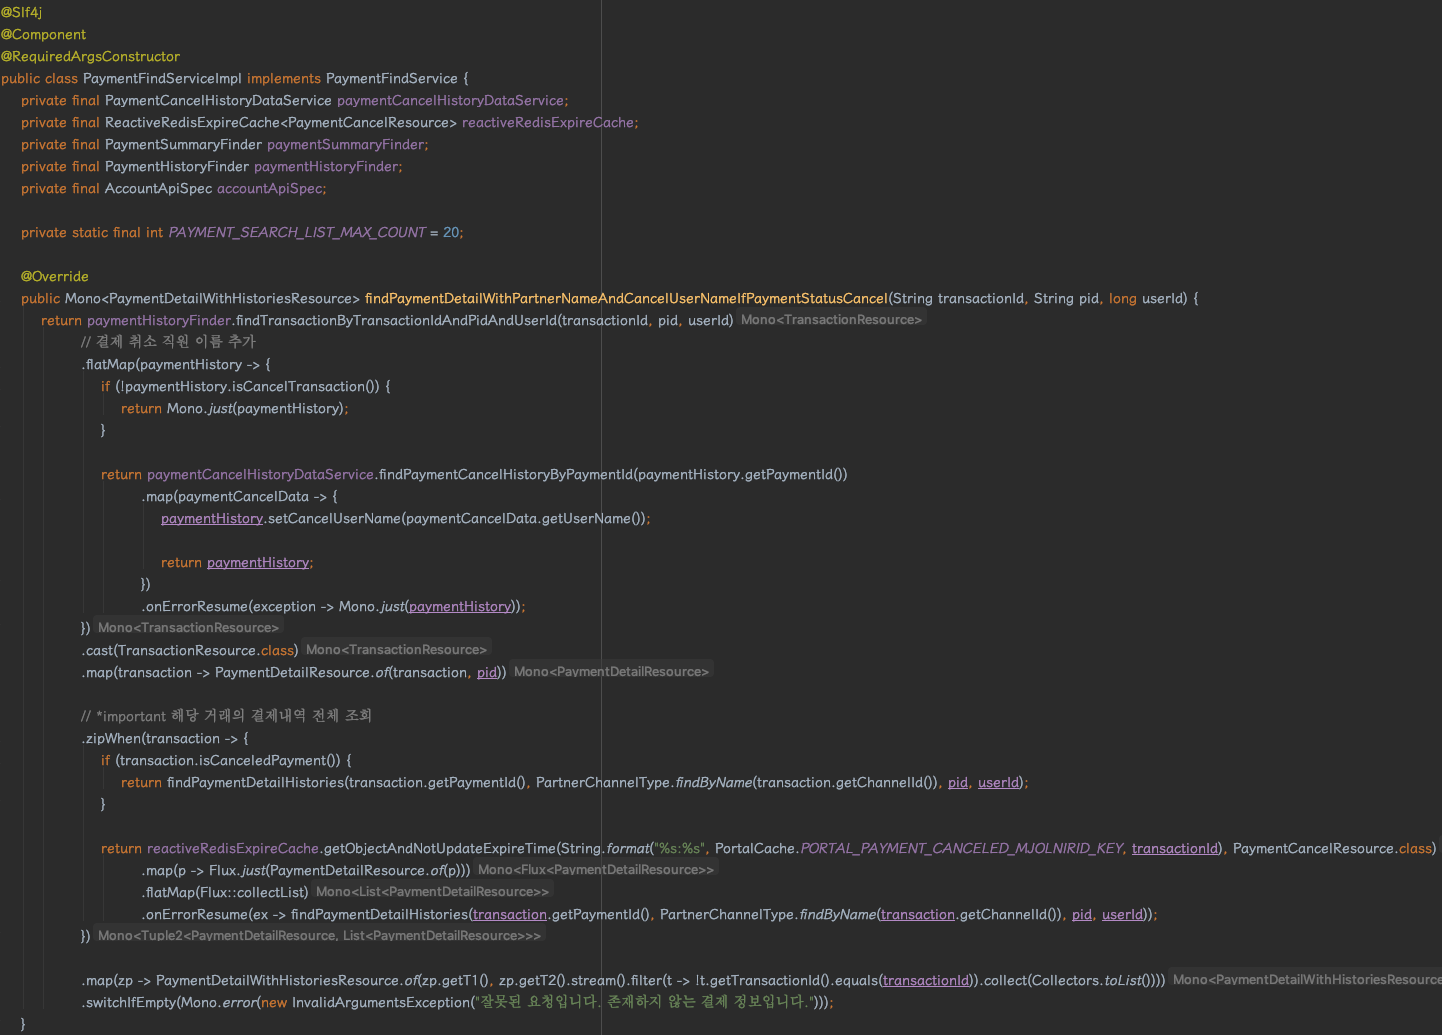 @Slf4j
@Component
@RequiredArgsConstructor
public class PaymentFindServiceImpl implements PaymentFindService {
private final PaymentCancelHistoryDataService paymentCancelHistoryDataService;
private final ReactiveRedisExpireCache<PaymentCancelResource> reactiveRedisExpireCache;
private final PaymentSummaryFinder paymentSummaryFinder;
private final PaymentHistoryFinder paymentHistoryFinder;
private final AccountApiSpec accountApiSpec;
private static final int PAYMENT_SEARCH_LIST_MAX_COUNT = 20;
@Override
public Mono<PaymentDetailWithHistoriesResource> findPaymentDetailWithPartnerNameAndCancelUserNameIfPaymentStatusCancel(String transactionId, String pid, long userId) {
return paymentHistoryFinder.findTransactionByTransactionIdAndPidAndUserId(transactionId, pid, userId) Mono<TransactionResource>
// 결제 취소 직원 이름 추가
.flatMap(paymentHistory -> {
if (!paymentHistory.isCancelTransaction()) {
return Mono.just(paymentHistory);
}
return paymentCancelHistoryDataService.findPaymentCancelHistoryByPaymentId(paymentHistory.getPaymentId())
.map(paymentCancelData -> {
paymentHistory.setCancelUserName(paymentCancelData.getUserName());
return paymentHistory;
})
.onErrorResume(exception -> Mono.just(paymentHistory));
}) Mono<TransactionResource>
.cast(TransactionResource.class) Mono<TransactionResource>
.map(transaction -> PaymentDetailResource.of(transaction, pid)) Mono<PaymentDetailResource>
// *important 해당 거래의 결제내역 전체 조회
.zipWhen(transaction -> {
if (transaction.isCanceledPayment()) {
return findPaymentDetailHistories(transaction.getPaymentId(), PartnerChannelType.findByName(transaction.getChannelId()), pid, userId);
}
return reactiveRedisExpireCache.getObjectAndNotUpdateExpireTime(String.format("%s:%s", PortalCache.PORTAL_PAYMENT_CANCELED_MJOLNIRID_KEY, transactionId), PaymentCancelResource.class)
.map(p -> Flux.just(PaymentDetailResource.of(p))) Mono<Flux<PaymentDetailResource>>
.flatMap(Flux::collectList) Mono<List<PaymentDetailResource>>
.onErrorResume(ex -> findPaymentDetailHistories(transaction.getPaymentId(), PartnerChannelType.findByName(transaction.getChannelId()), pid, userId));
}) Mono<Tuple2<PaymentDetailResource, List<PaymentDetailResource>>>
.map(zp -> PaymentDetailWithHistoriesResource.of(zp.getT1(), zp.getT2().stream().filter(t -> !t.getTransactionId().equals(transactionId)).collect(Collectors.toList()))) Mono<PaymentDetailWithHistoriesResource
.switchIfEmpty(Mono.error(new InvalidArgumentsException("잘못된 요청입니다. 존재하지 않는 결제 정보입니다.")));
}